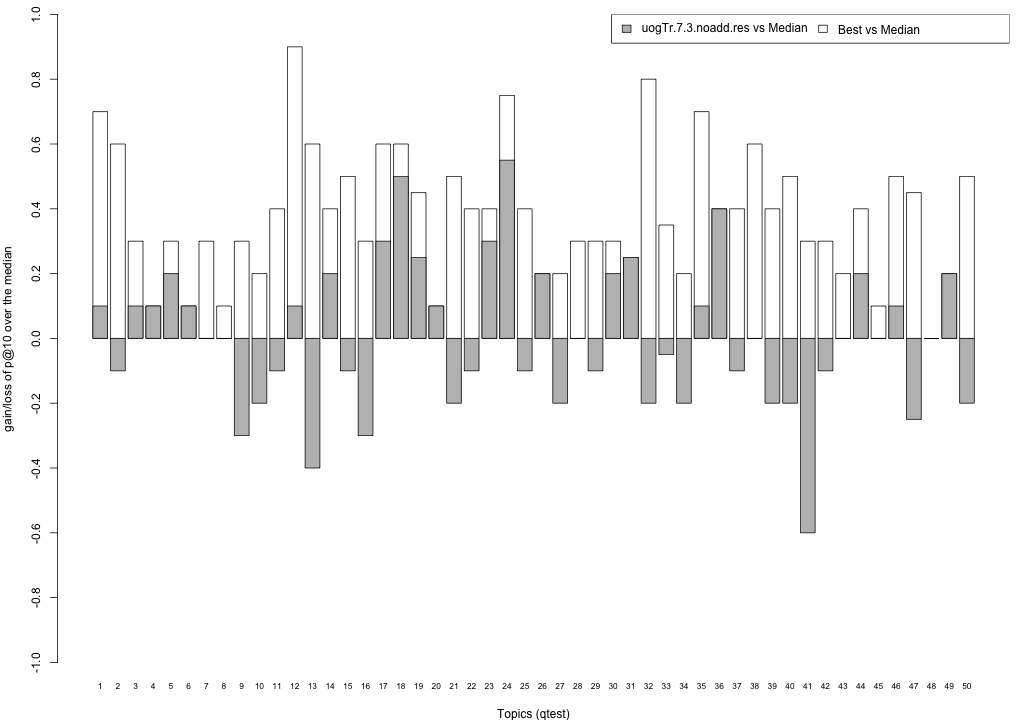 uogTr.7.3.noadd.res vs Median Best vs Median
1.0
0.8
0.6
0.4
0.2
0.0
-0.2
-0.4
-0.6
-0.8
-1.0
gain/loss of p@10 over the median
1 2 3 4 5 6 7 8 9 10 11 12 13 14 15 16 17 18 19 20 21 22 23 24 25 26 27 28 29 30 31 32 33 34 35 36 37 38 39 40 41 42 43 44 45 46 47 48 49 50
Topics (qtest)